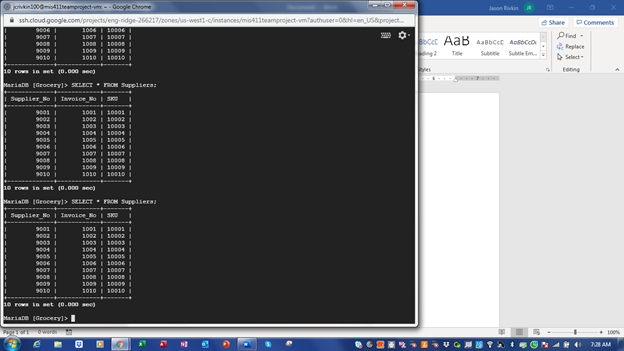 jcrivkin100@mis411teamproject-vm: ~ - Google Chrome
ssh.cloud.google.com/projects/eng-ridge-266217/zones/us-west1-c/instances/mis411teamproject-vm?authuser=0&hl=en_US&project...
| 9006 | 1006 | 10006 |
| 9007 | 1007 | 10007 |
| 9008 | 1008 | 10008 |
| 9009 | 1009 | 10009 |
| 9010 | 1010 | 10010 |
10 rows in set (0.000 sec)
MariaDB [Grocery]> SELECT * FROM Suppliers;
| Supplier_No | Invoice_No | SKU |
| 9001 | 1001 | 10001 |
| 9002 | 1002 | 10002 |
| 9003 | 1003 | 10003 |
| 9004 | 1004 | 10004 |
| 9005 | 1005 | 10005 |
| 9006 | 1006 | 10006 |
| 9007 | 1007 | 10007 |
| 9008 | 1008 | 10008 |
| 9009 | 1009 | 10009 |
| 9010 | 1010 | 10010 |
10 rows in set (0.000 sec)
MariaDB [Grocery]> SELECT * FROM Suppliers;
| Supplier_No | Invoice_No | SKU |
| 9001 | 1001 | 10001 |
| 9002 | 1002 | 10002 |
| 9003 | 1003 | 10003 |
| 9004 | 1004 | 10004 |
| 9005 | 1005 | 10005 |
| 9006 | 1006 | 10006 |
| 9007 | 1007 | 10007 |
| 9008 | 1008 | 10008 |
| 9009 | 1009 | 10009 |
| 9010 | 1010 | 10010 |
10 rows in set (0.000 sec)
MariaDB [Grocery]>
Jason Rivkin
JR
Share
Comments
AaB AaBbCcC AaBbCcD
Title Subtitle Subtle Em...
Find
Replace
Select
Editing
Page 1 of 1 0 words
100%
7:28 AM